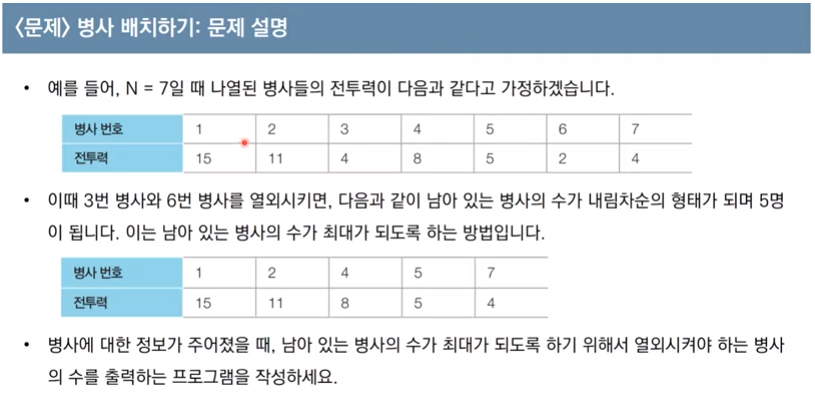 <문제> 병사 배치하기: 문제 설명
• 예를 들어, N = 7일 때 나열된 병사들의 전투력이 다음과 같다고 가정하겠습니다.
병사 번호 1 2 3 4 5 6 7
전투력 15 11 4 8 5 2 4
• 이때 3번 병사와 6번 병사를 열외시키면, 다음과 같이 남아 있는 병사의 수가 내림차순의 형태가 되며 5명
이 됩니다. 이는 남아 있는 병사의 수가 최대가 되도록 하는 방법입니다.
병사 번호 1 2 4 5 7
전투력 15 11 8 5 4
• 병사에 대한 정보가 주어졌을 때, 남아 있는 병사의 수가 최대가 되도록 하기 위해서 열외시켜야 하는 병사
의 수를 출력하는 프로그램을 작성하세요.